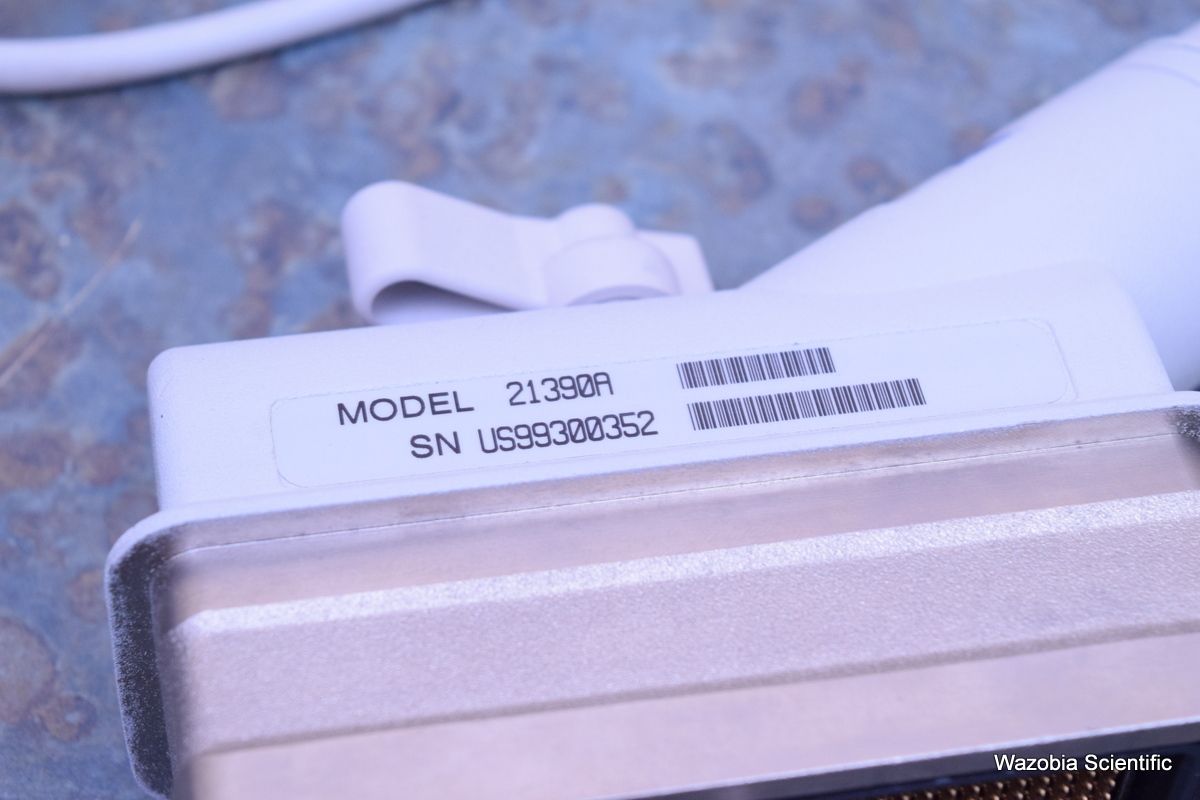 MODEL 21390A
SN US99300352
Wazobia Scientific